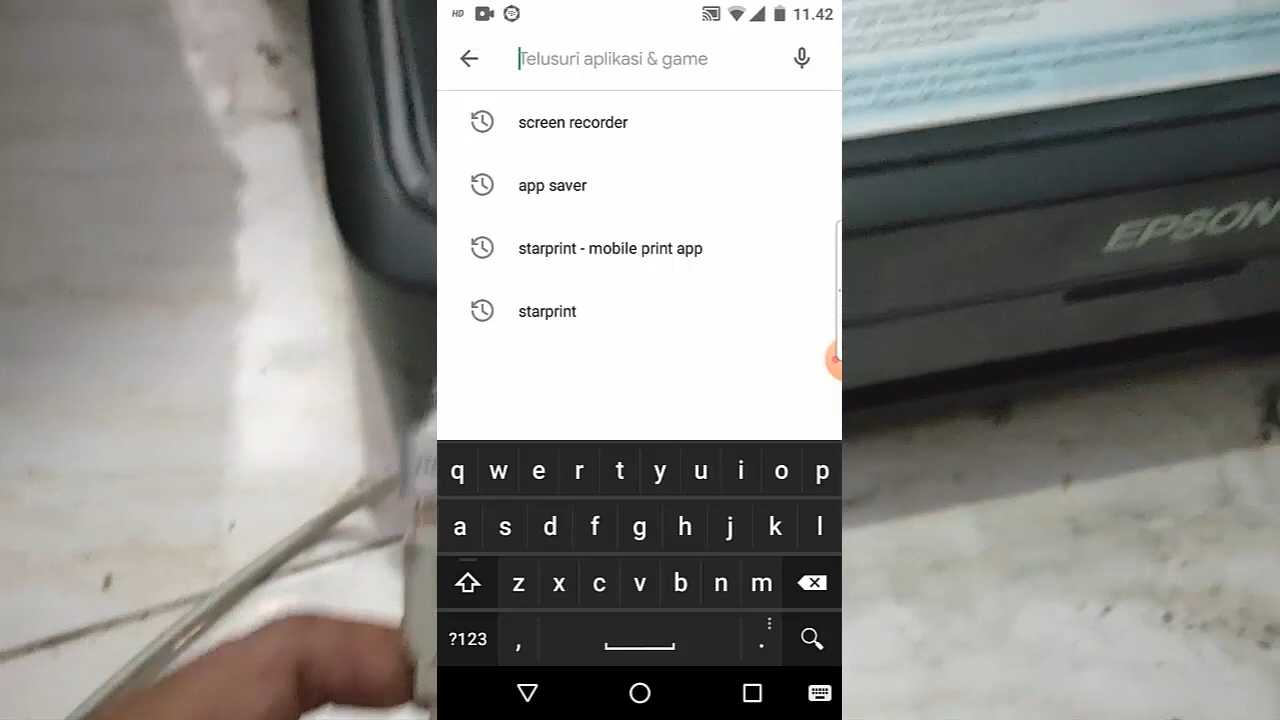 HD
11.42
Telusuri aplikasi & game
screen recorder
app saver
starprint - mobile print app
starprint
EPSON
q w e r t y u i o p
a s d f g h j k l
z x c v b n m
?123 , .